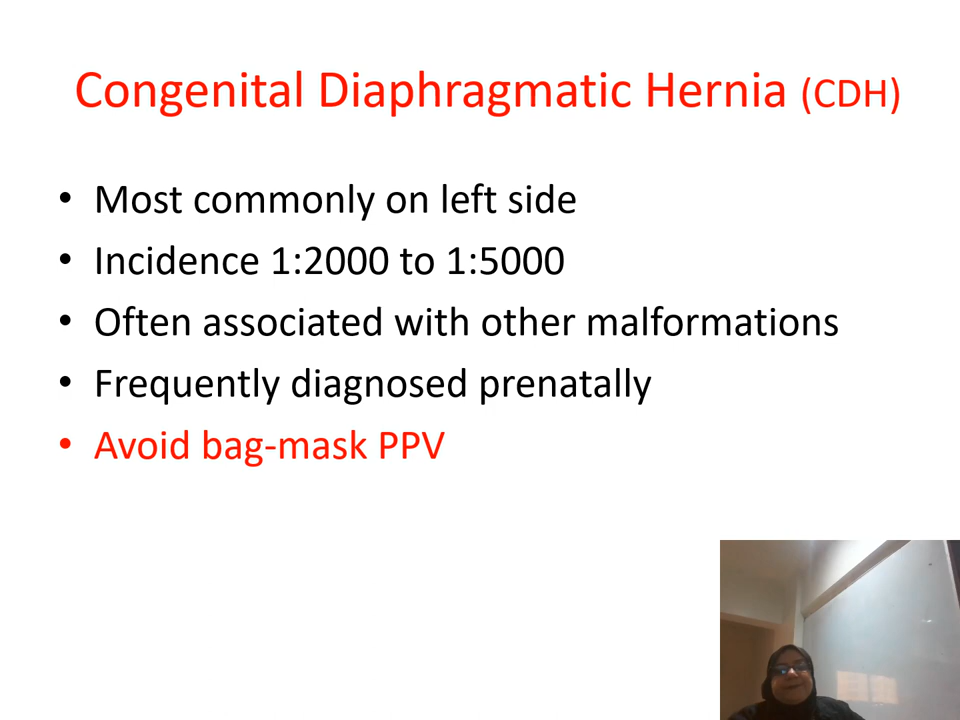 Congenital Diaphragmatic Hernia (CDH)
• Most commonly on left side
• Incidence 1:2000 to 1:5000
• Often associated with other malformations
• Frequently diagnosed prenatally
• Avoid bag-mask PPV